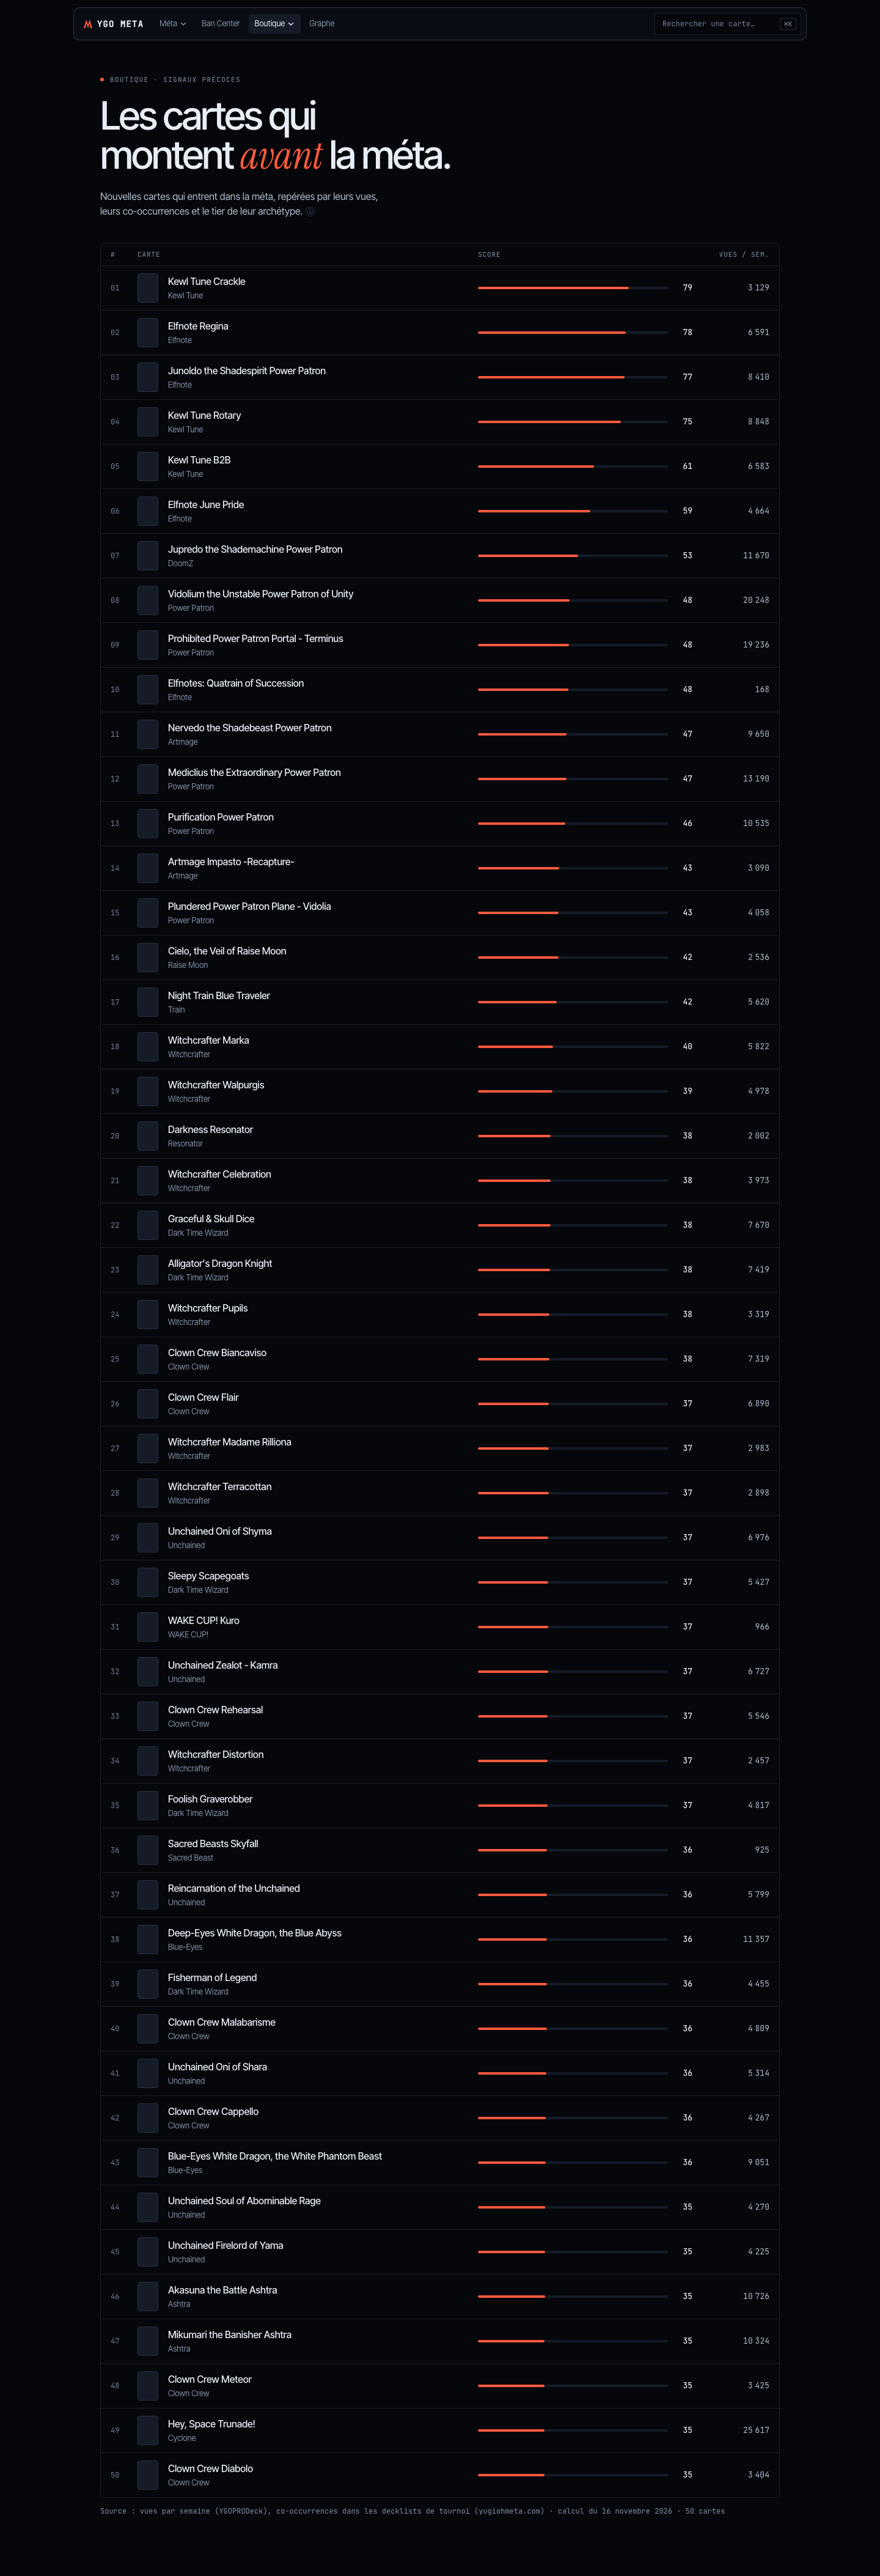 YGO META Méta Ban Center Boutique Graphe Rechercher une carte… ⌘K
BOUTIQUE · SIGNAUX PRÉCOCES
Les cartes qui
montent avant la méta.
Nouvelles cartes qui entrent dans la méta, repérées par leurs vues,
leurs co-occurrences et le tier de leur archétype.
# CARTE SCORE VUES / SEM.
01 Kewl Tune Crackle 79 3 129
Kewl Tune
02 Elfnote Regina 78 6 591
Elfnote
03 Junoldo the Shadespirit Power Patron 77 8 410
Elfnote
04 Kewl Tune Rotary 75 8 848
Kewl Tune
05 Kewl Tune B2B 61 6 583
Kewl Tune
06 Elfnote June Pride 59 4 664
Elfnote
07 Jupredo the Shademachine Power Patron 53 11 670
DoomZ
08 Vidolium the Unstable Power Patron of Unity 48 20 248
Power Patron
09 Prohibited Power Patron Portal - Terminus 48 19 236
Power Patron
10 Elfnotes: Quatrain of Succession 48 168
Elfnote
11 Nervedo the Shadebeast Power Patron 47 9 650
Artmage
12 Mediclius the Extraordinary Power Patron 47 13 190
Power Patron
13 Purification Power Patron 46 10 535
Power Patron
14 Artmage Impasto -Recapture- 43 3 090
Artmage
15 Plundered Power Patron Plane - Vidolia 43 4 058
Power Patron
16 Cielo, the Veil of Raise Moon 42 2 536
Raise Moon
17 Night Train Blue Traveler 42 5 620
Train
18 Witchcrafter Marka 40 5 822
Witchcrafter
19 Witchcrafter Walpurgis 39 4 978
Witchcrafter
20 Darkness Resonator 38 2 002
Resonator
21 Witchcrafter Celebration 38 3 973
Witchcrafter
22 Graceful & Skull Dice 38 7 670
Dark Time Wizard
23 Alligator's Dragon Knight 38 7 419
Dark Time Wizard
24 Witchcrafter Pupils 38 3 319
Witchcrafter
25 Clown Crew Biancaviso 38 7 319
Clown Crew
26 Clown Crew Flair 37 6 890
Clown Crew
27 Witchcrafter Madame Rilliona 37 2 983
Witchcrafter
28 Witchcrafter Terracottan 37 2 898
Witchcrafter
29 Unchained Oni of Shyma 37 6 976
Unchained
30 Sleepy Scapegoats 37 5 427
Dark Time Wizard
31 WAKE CUP! Kuro 37 966
WAKE CUP!
32 Unchained Zealot - Kamra 37 6 727
Unchained
33 Clown Crew Rehearsal 37 5 546
Clown Crew
34 Witchcrafter Distortion 37 2 457
Witchcrafter
35 Foolish Graverobber 37 4 817
Dark Time Wizard
36 Sacred Beasts Skyfall 36 925
Sacred Beast
37 Reincarnation of the Unchained 36 5 799
Unchained
38 Deep-Eyes White Dragon, the Blue Abyss 36 11 357
Blue-Eyes
39 Fisherman of Legend 36 4 455
Dark Time Wizard
40 Clown Crew Malabarisme 36 4 809
Clown Crew
41 Unchained Oni of Shara 36 5 314
Unchained
42 Clown Crew Cappello 36 4 267
Clown Crew
43 Blue-Eyes White Dragon, the White Phantom Beast 36 9 051
Blue-Eyes
44 Unchained Soul of Abominable Rage 35 4 270
Unchained
45 Unchained Firelord of Yama 35 4 225
Unchained
46 Akasuna the Battle Ashtra 35 10 726
Ashtra
47 Mikumari the Banisher Ashtra 35 10 324
Ashtra
48 Clown Crew Meteor 35 3 425
Clown Crew
49 Hey, Space Trunade! 35 25 617
Cyclone
50 Clown Crew Diabolo 35 3 404
Clown Crew
Source : vues par semaine (YGOPRODeck), co-occurrences dans les decklists de tournoi (yugiohmeta.com) · calcul du 16 novembre 2026 · 50 cartes